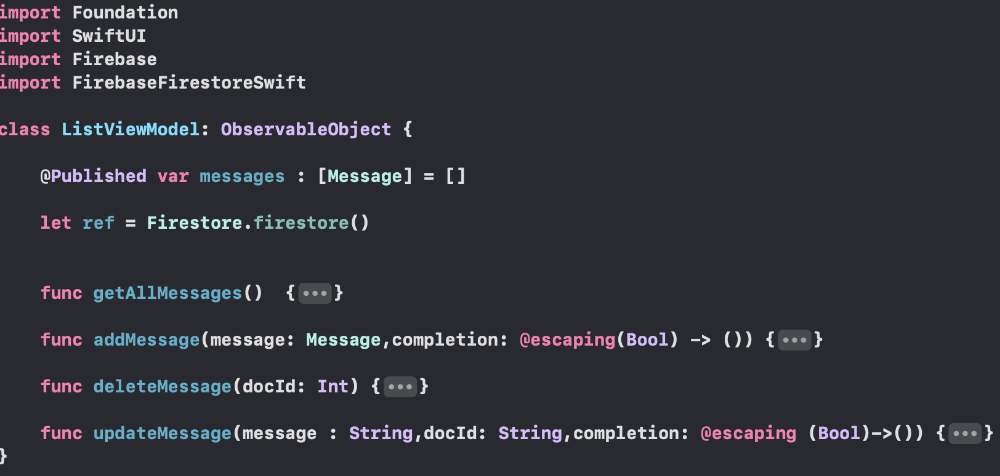 import Foundation
import SwiftUI
import Firebase
import FirebaseFirestoreSwift
class ListViewModel: ObservableObject {
@Published var messages : [Message] = []
let ref = Firestore.firestore()
func getAllMessages()  {•••}
func addMessage(message: Message,completion: @escaping(Bool) -> ()) {•••}
func deleteMessage(docId: Int) {•••}
func updateMessage(message : String,docId: String,completion: @escaping (Bool)->()) {•••}
}